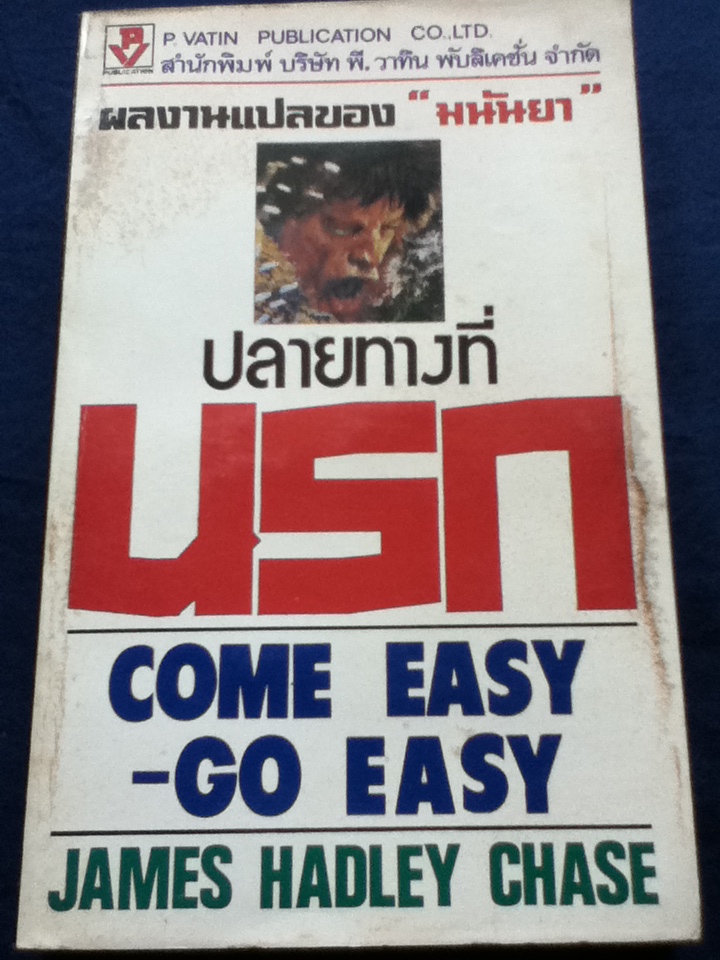 PV
PUBLICATION
P. VATIN PUBLICATION CO.,LTD.
สำนักพิมพ์ บริษัท พี. วาทิน พับลิเคชั่น จำกัด
ผลงานแปลของ “มนันยา”
ปลายทางที่
นรก
COME EASY
-GO EASY
JAMES HADLEY CHASE